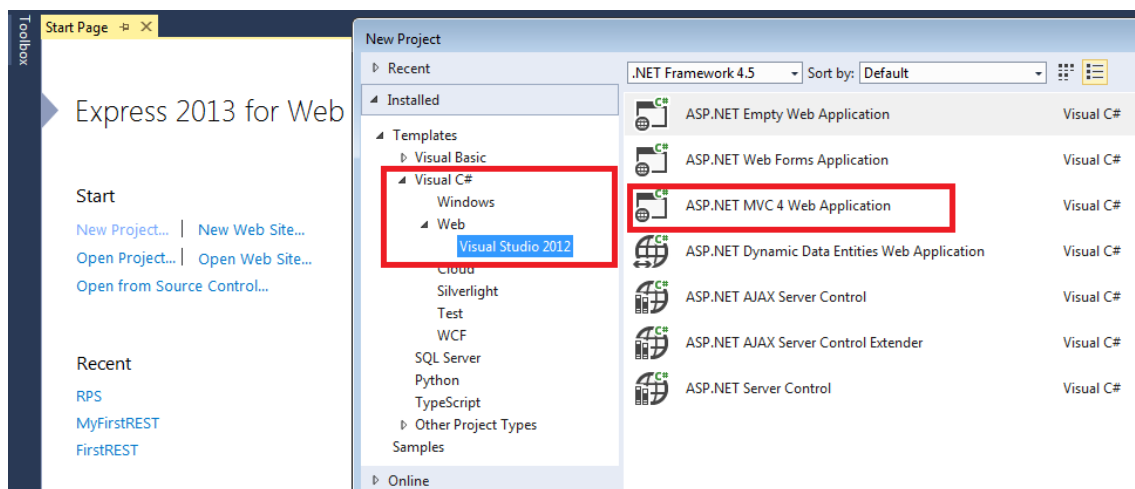 Toolbox
Start Page
Express 2013 for Web
Start
New Project... | New Web Site...
Open Project... | Open Web Site...
Open from Source Control...
Recent
RPS
MyFirstREST
FirstREST
New Project
Recent
Installed
Templates
Visual Basic
Visual C#
Windows
Web
Visual Studio 2012
Cloud
Silverlight
Test
WCF
SQL Server
Python
TypeScript
Other Project Types
Samples
Online
.NET Framework 4.5 Sort by: Default
C# ASP.NET Empty Web Application Visual C#
C# ASP.NET Web Forms Application Visual C#
C# ASP.NET MVC 4 Web Application Visual C#
C# ASP.NET Dynamic Data Entities Web Application Visual C#
C# ASP.NET AJAX Server Control Visual C#
C# ASP.NET AJAX Server Control Extender Visual C#
C# ASP.NET Server Control Visual C#